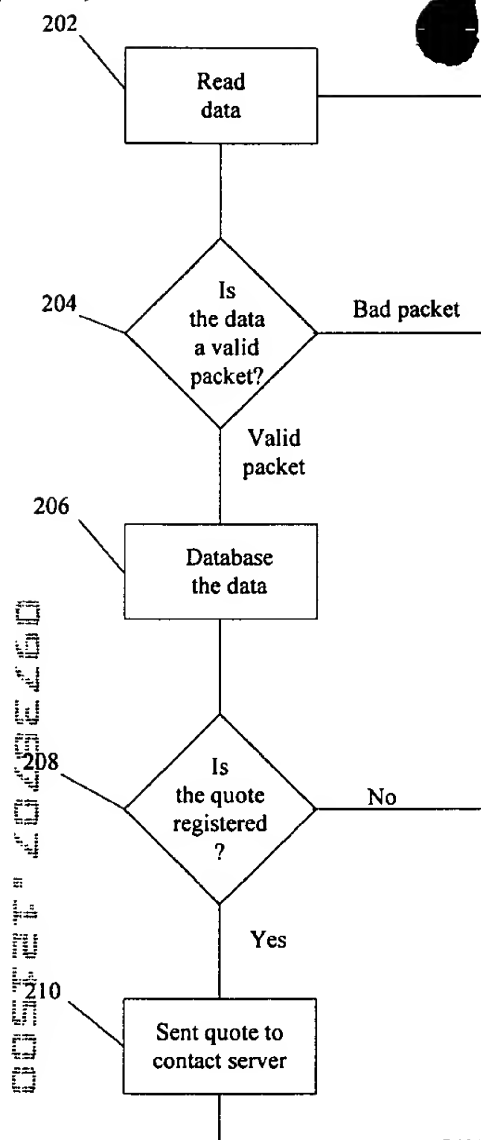 202
Read
data
204
Is
the data
a valid
packet?
Bad packet
Valid
packet
206
Database
the data
208
Is
the quote
registered
?
No
Yes
210
Sent quote to
contact server